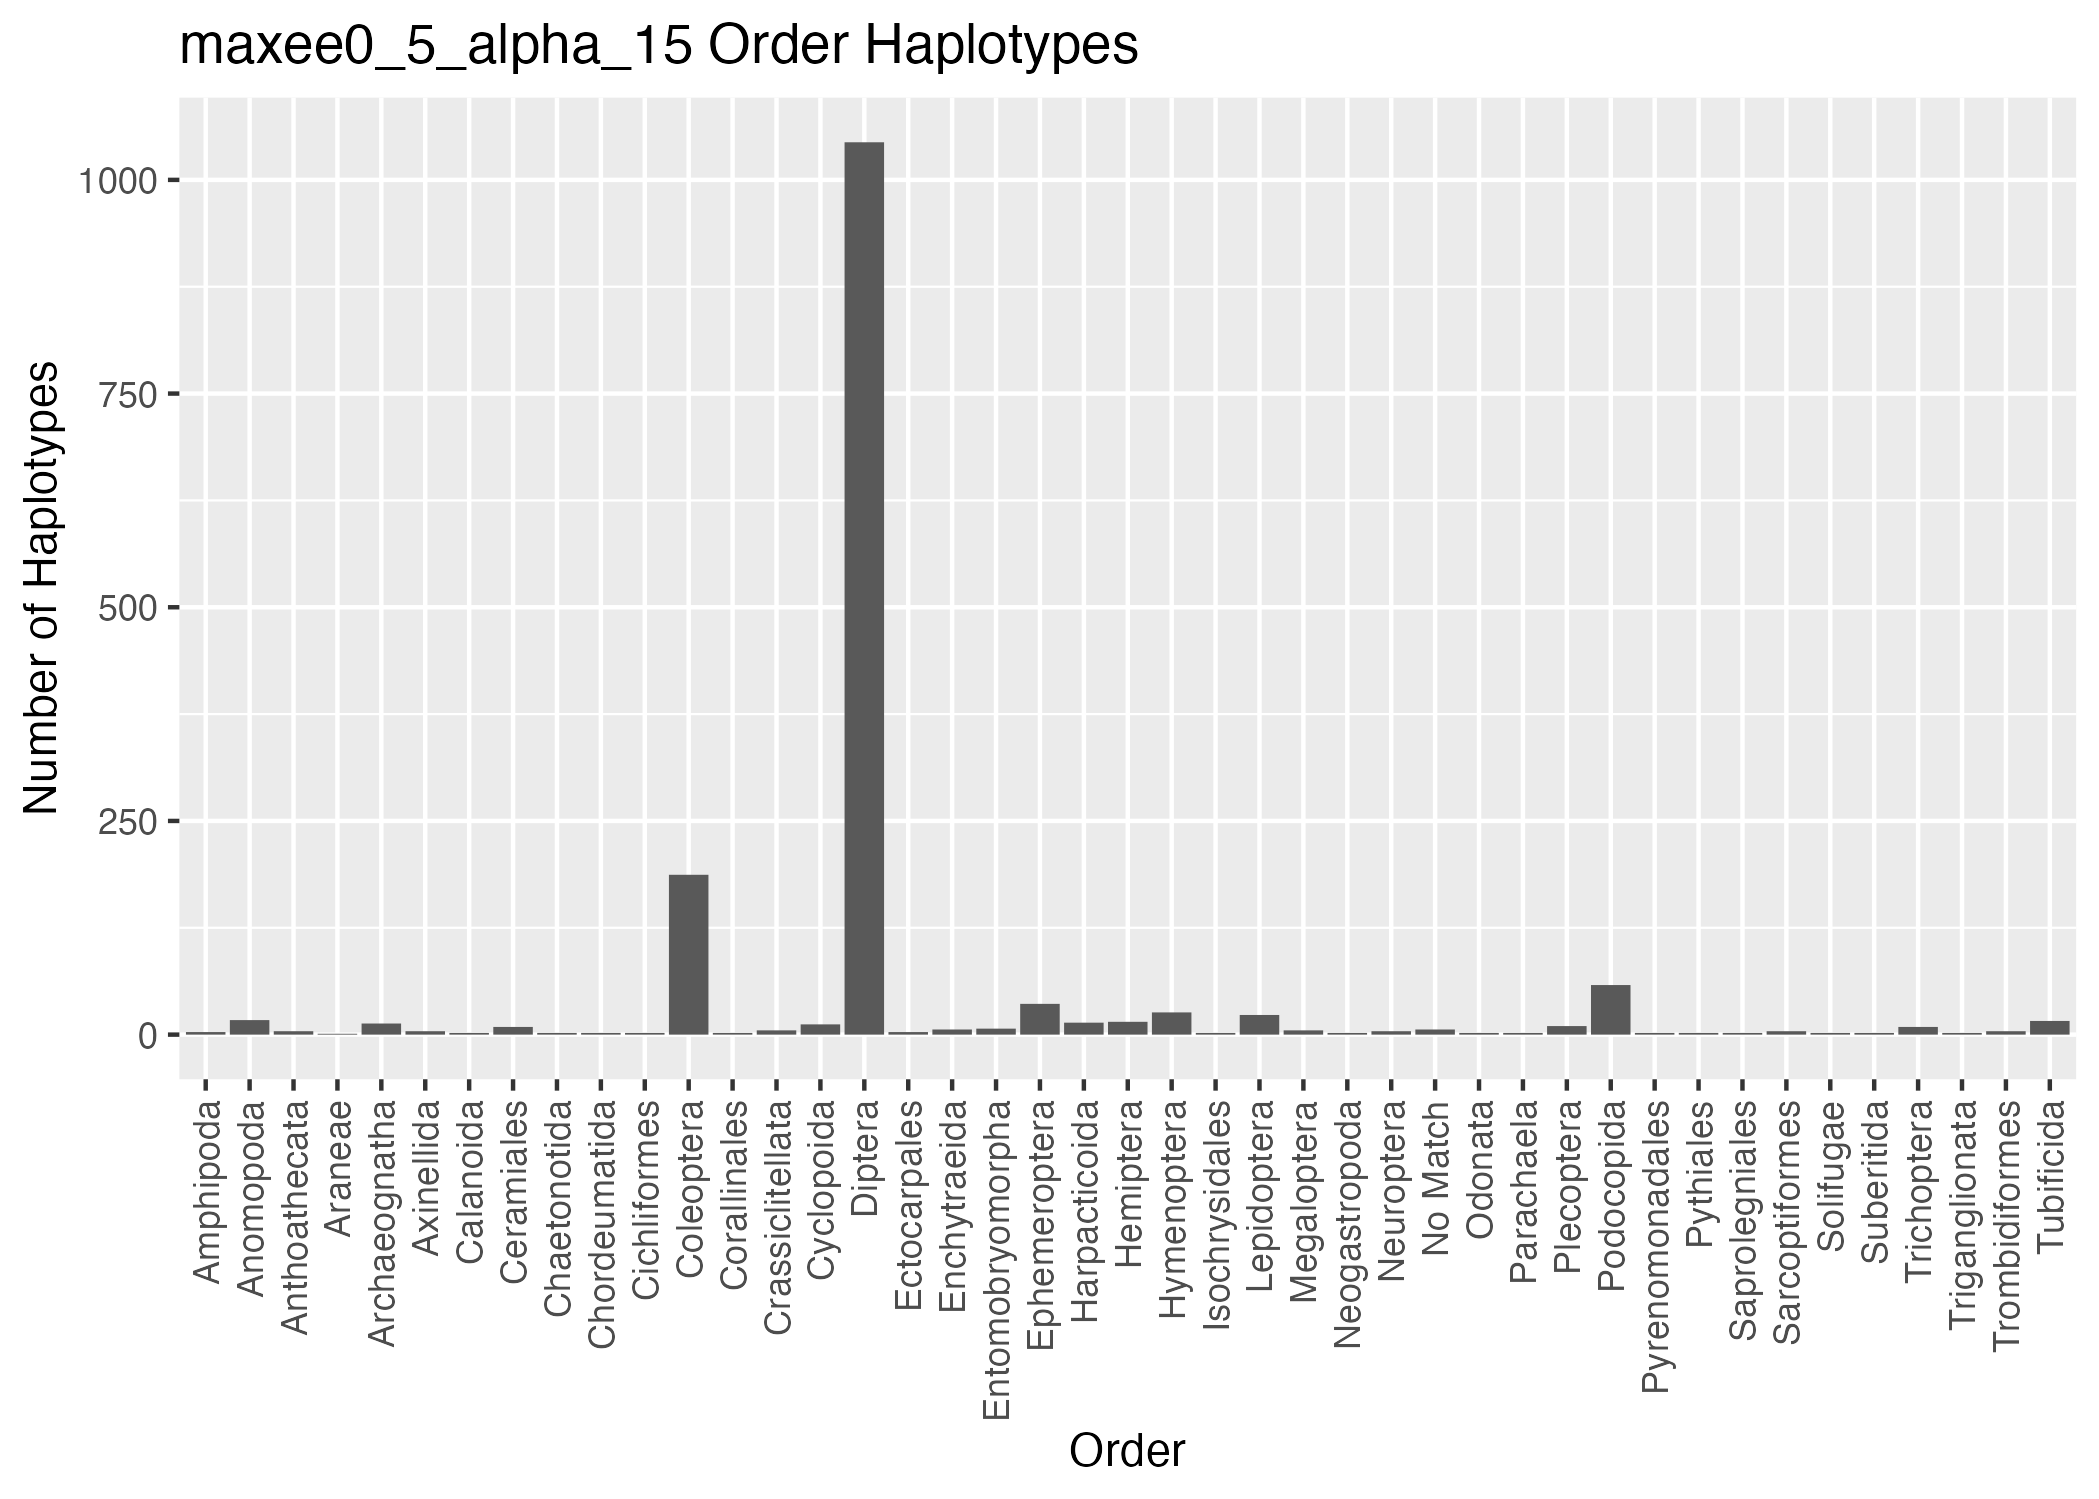 maxee0_5_alpha_15 Order Haplotypes
Number of Haplotypes
1000
750
500
250
0
Amphipoda
Anomopoda
Anthoathecata
Araneae
Archaeognatha
Axinellida
Calanoida
Ceramiales
Chaetonotida
Chordeumatida
Cichliformes
Coleoptera
Corallinales
Crassiclitellata
Cyclopoida
Diptera
Ectocarpales
Enchytraeida
Entomobryomorpha
Ephemeroptera
Harpacticoida
Hemiptera
Hymenoptera
Isochrysidales
Lepidoptera
Megaloptera
Neogastropoda
Neuroptera
No Match
Odonata
Parachaela
Plecoptera
Podocopida
Pyrenomonadales
Pythiales
Saprolegniales
Sarcoptiformes
Solifugae
Suberitida
Trichoptera
Triganglionata
Trombidiformes
Tubificida
Order